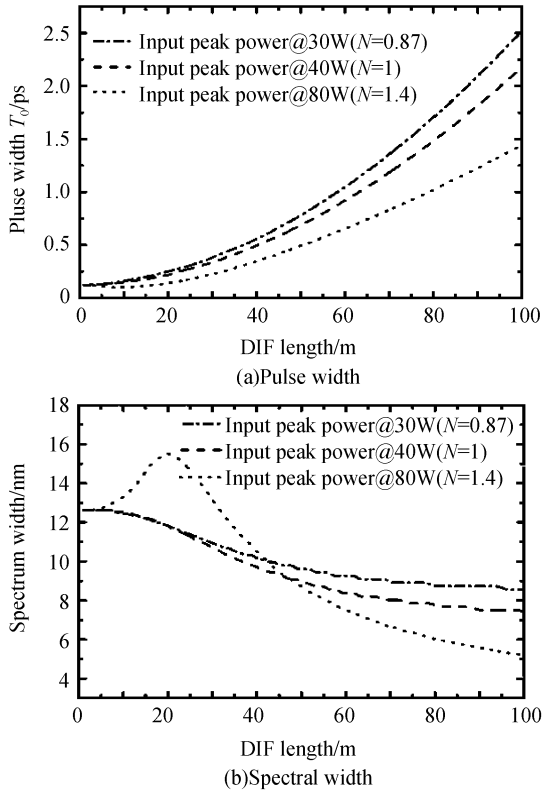 Pluse width T0/ps
2.5
2.0
1.5
1.0
0.5
0
Input peak power@30W(N=0.87)
Input peak power@40W(N=1)
Input peak power@80W(N=1.4)
0 20 40 60 80 100
DIF length/m
(a)Pulse width
Spectrum width/nm
18
16
14
12
10
8
6
4
Input peak power@30W(N=0.87)
Input peak power@40W(N=1)
Input peak power@80W(N=1.4)
0 20 40 60 80 100
DIF length/m
(b)Spectral width